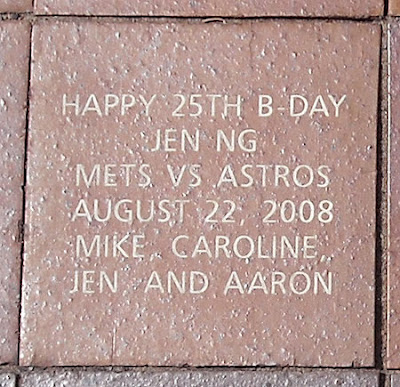 HAPPY 25TH B-DAY
JEN NG
METS VS ASTROS
AUGUST 22, 2008
MIKE, CAROLINE,
JEN AND AARON